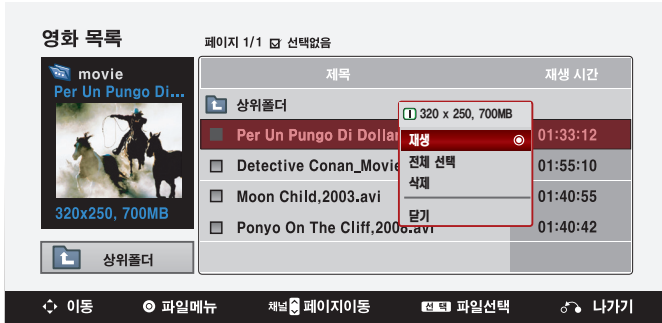 영화 목록
페이지 1/1 ☑ 선택없음
movie
Per Un Pungo Di...
320x250, 700MB
상위폴더
제목 재생 시간
상위폴더
Per Un Pungo Di Dollar 01:33:12
Detective Conan_Movie 01:55:10
Moon Child,2003.avi 01:40:55
Ponyo On The Cliff,2008.avi 01:40:42
320 x 250, 700MB
재생
전체 선택
삭제
닫기
이동 파일메뉴 채널 페이지이동 선택 파일선택 나가기